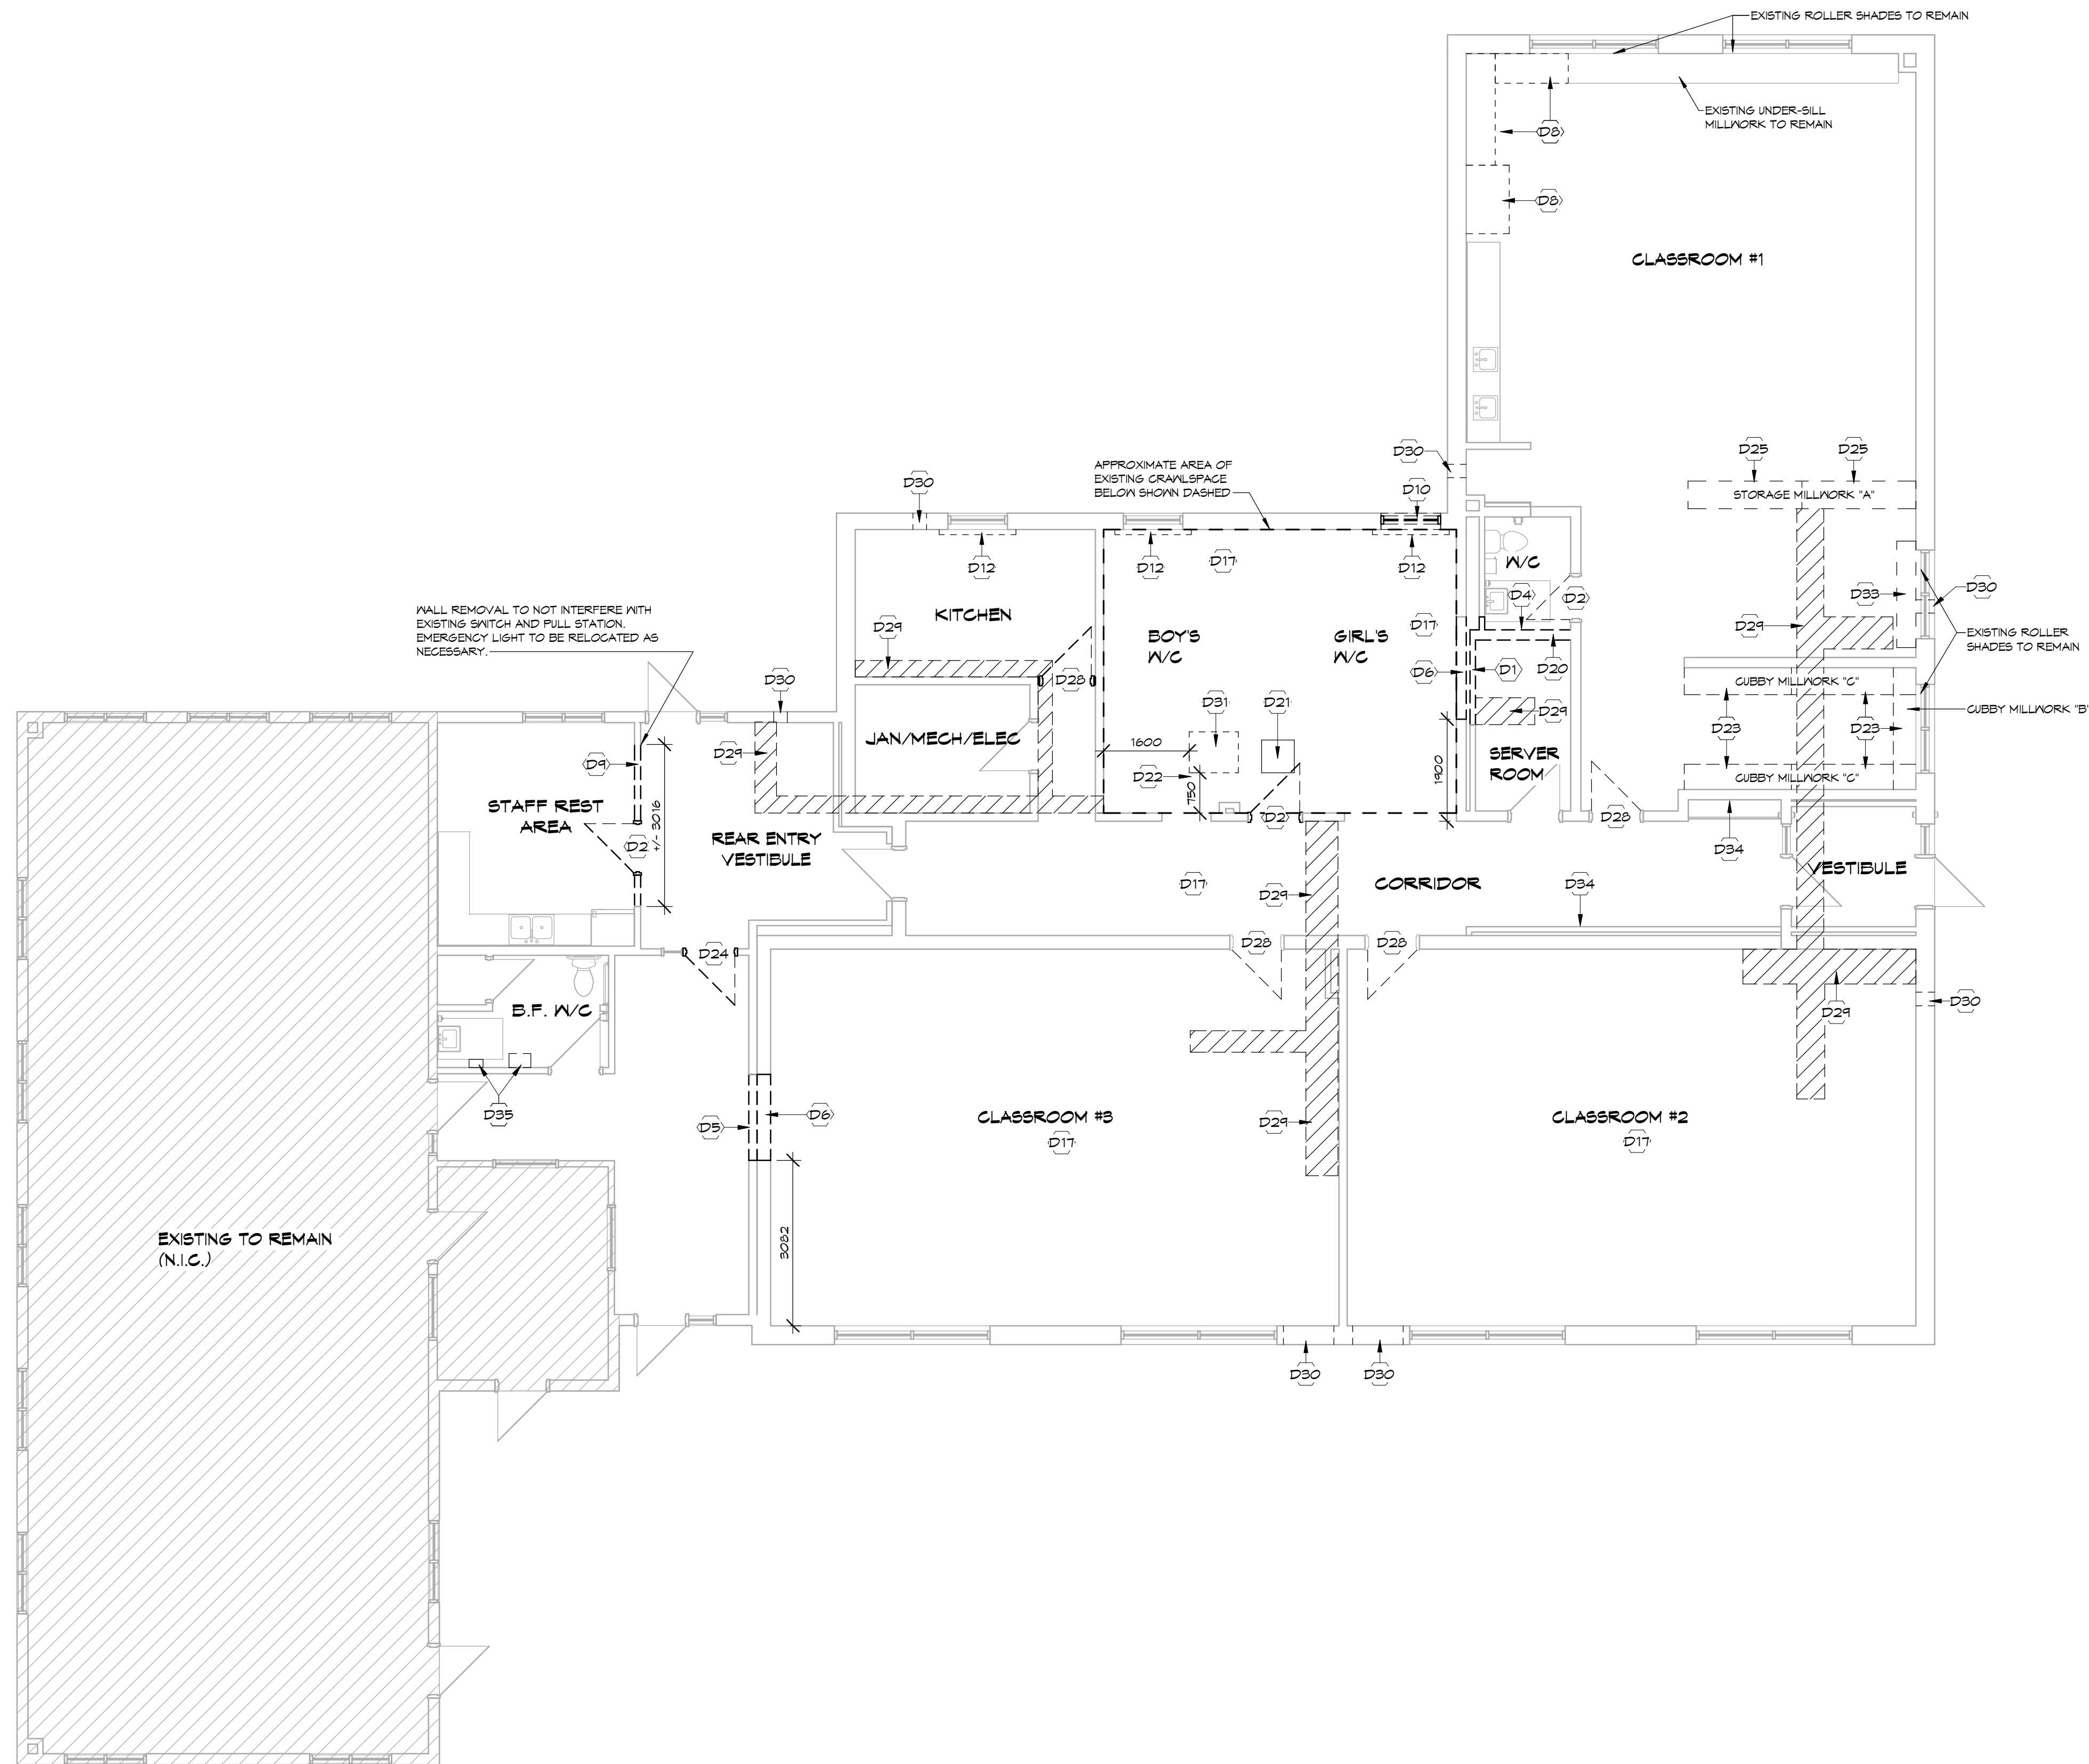 EXISTING ROLLER SHADES TO REMAIN
EXISTING UNDER-SILL
MILLWORK TO REMAIN
D8
D8
CLASSROOM #1
D30
D25
D25
STORAGE MILLWORK "A"
APPROXIMATE AREA OF
EXISTING CRAWLSPACE
BELOW SHOWN DASHED
D30
D10
D12
D12
D17
D12
W/C
D4
D2
D33
D30
WALL REMOVAL TO NOT INTERFERE WITH
EXISTING SWITCH AND PULL STATION.
EMERGENCY LIGHT TO BE RELOCATED AS
NECESSARY.
KITCHEN
D29
BOY'S
W/C
GIRL'S
W/C
D17
D29
EXISTING ROLLER
SHADES TO REMAIN
D30
D28
D6
D1
D20
CUBBY MILLWORK "C"
D31
D21
D29
D23
D23
CUBBY MILLWORK "B"
JAN/MECH/ELEC
D29
D9
1600
D22
750
1900
SERVER
ROOM
CUBBY MILLWORK "C"
STAFF REST
AREA
D2
+/- 3016
REAR ENTRY
VESTIBULE
D2
D28
D34
VESTIBULE
D17
D29
CORRIDOR
D34
D24
D28
D28
B.F. W/C
D30
D29
D35
D5
D6
CLASSROOM #3
D17
D29
CLASSROOM #2
D17
3082
EXISTING TO REMAIN
(N.I.C.)
D30
D30